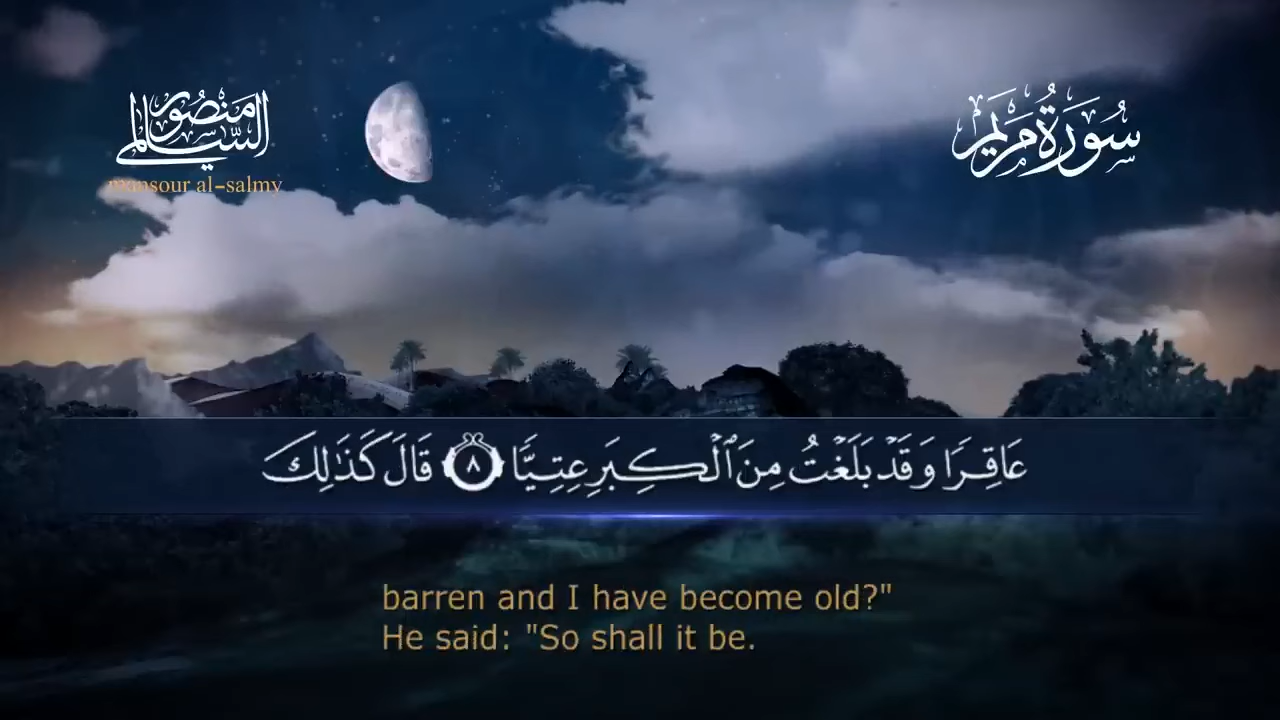 منصور السالمي
mansour al-salmy
سُورَةُ مَرْيَم
عَاقِرًا وَقَدْ بَلَغْتُ مِنَ ٱلْكِبَرِ عِتِيًّا ٨ قَالَ كَذَٰلِكَ
barren and I have become old?"
He said: "So shall it be.